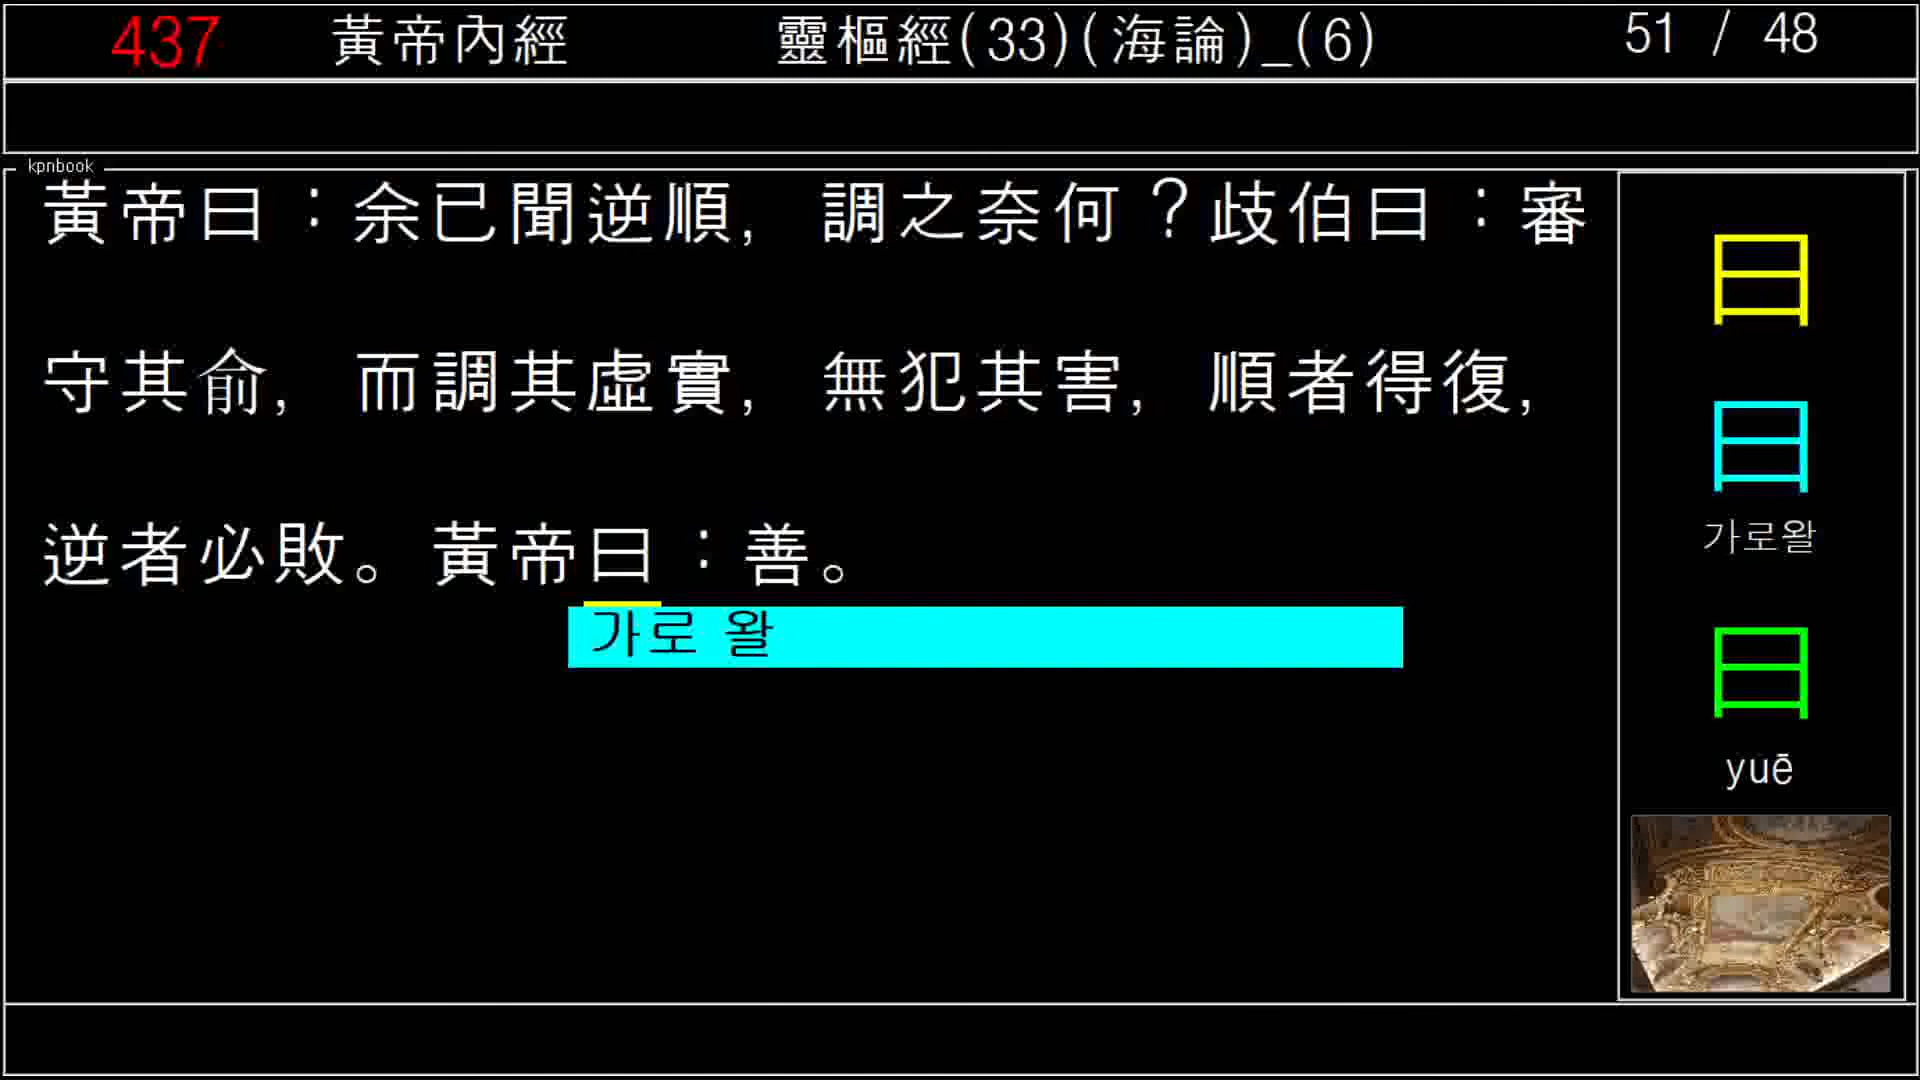 437 黃帝內經 靈樞經(33)(海論)_(6) 51 / 48
kpnbook
黃帝曰：余已聞逆順, 調之奈何？歧伯曰：審
守其俞, 而調其虛實, 無犯其害, 順者得復,
逆者必敗。黃帝曰：善。
가로 왈
曰
曰
가로왈
曰
yuē